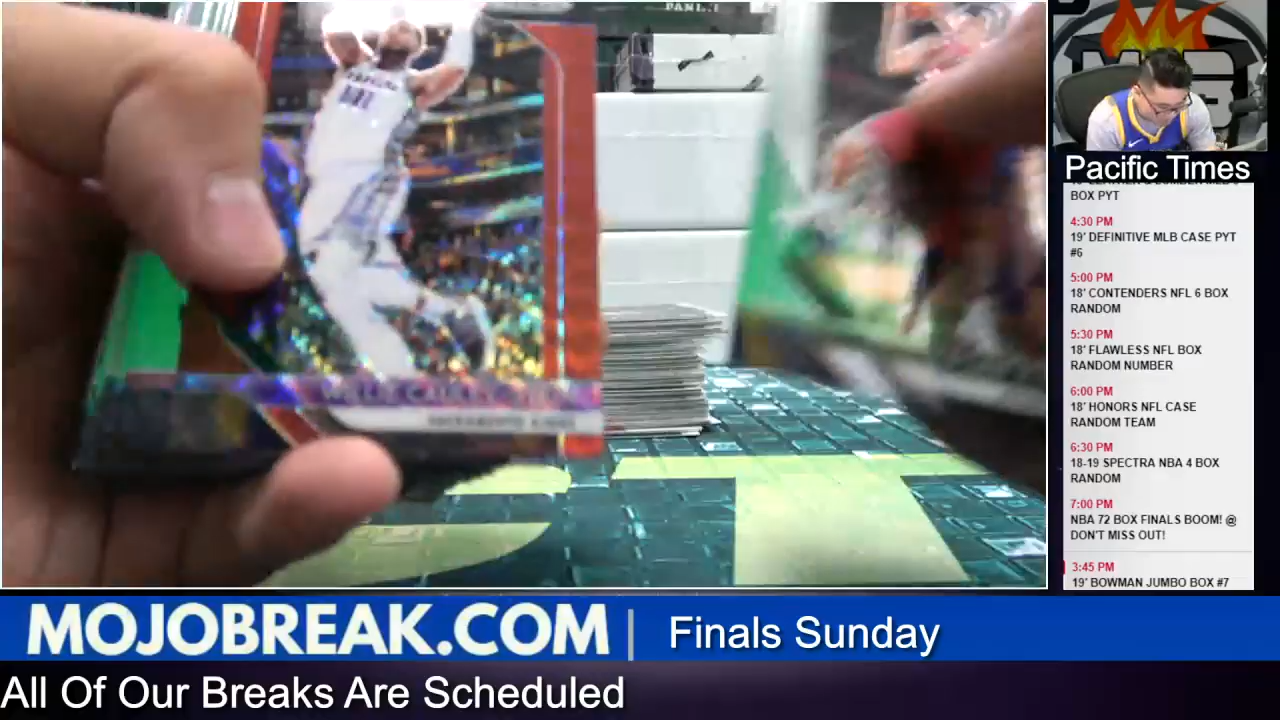 PANINI
Pacific Times
BOX PYT
4:30 PM
19' DEFINITIVE MLB CASE PYT
#6
5:00 PM
18' CONTENDERS NFL 6 BOX
RANDOM
5:30 PM
18' FLAWLESS NFL BOX
RANDOM NUMBER
6:00 PM
18' HONORS NFL CASE
RANDOM TEAM
6:30 PM
18-19 SPECTRA NBA 4 BOX
RANDOM
7:00 PM
NBA 72 BOX FINALS BOOM! @
DON'T MISS OUT!
3:45 PM
19' BOWMAN JUMBO BOX #7
MOJOBREAK.COM | Finals Sunday
All Of Our Breaks Are Scheduled